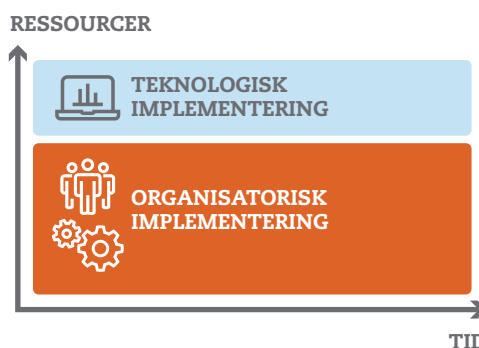 RESSOURCER
TEKNOLOGISK
IMPLEMENTERING
ORGANISATORISK
IMPLEMENTERING
TID